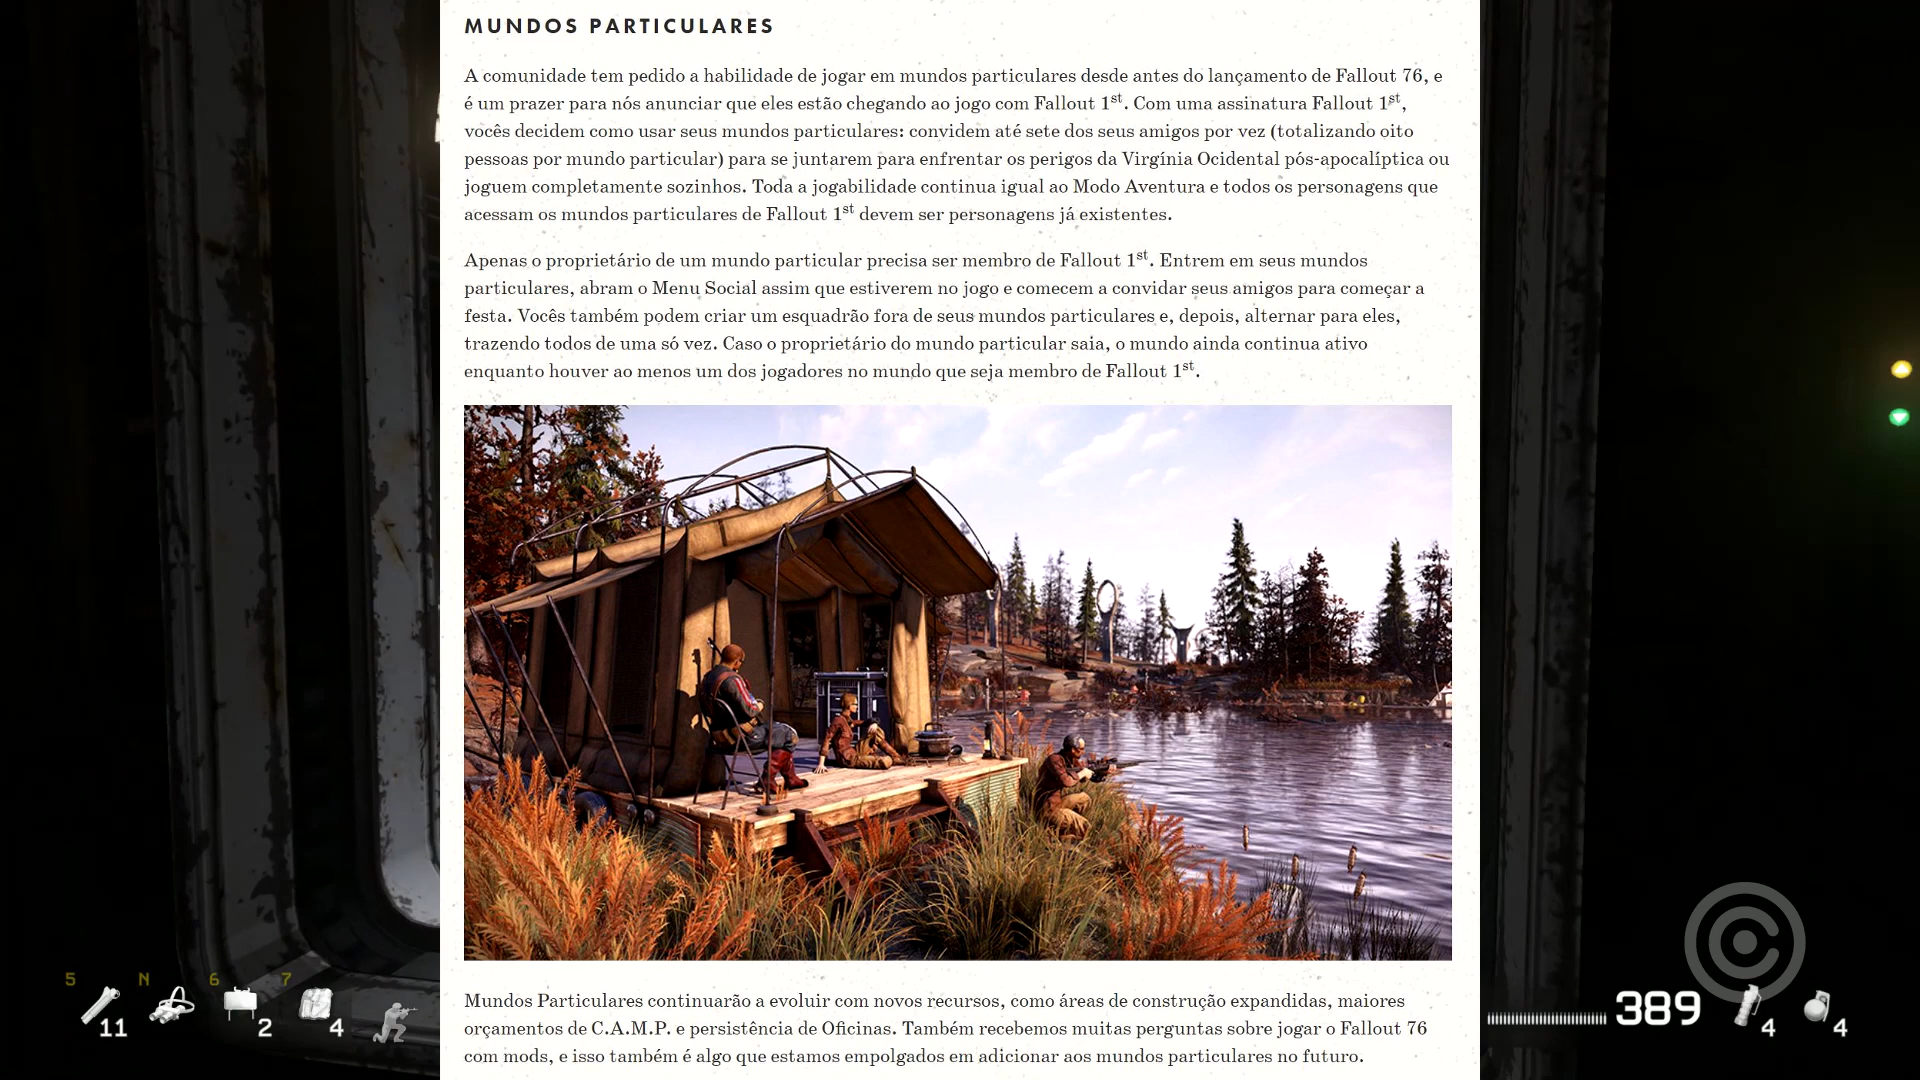 MUNDOS PARTICULARES
A comunidade tem pedido a habilidade de jogar em mundos particulares desde antes do lançamento de Fallout 76, e
é um prazer para nós anunciar que eles estão chegando ao jogo com Fallout 1st. Com uma assinatura Fallout 1st,
vocês decidem como usar seus mundos particulares: convidem até sete dos seus amigos por vez (totalizando oito
pessoas por mundo particular) para se juntarem para enfrentar os perigos da Virgínia Ocidental pós-apocalíptica ou
joguem completamente sozinhos. Toda a jogabilidade continua igual ao Modo Aventura e todos os personagens que
acessam os mundos particulares de Fallout 1st devem ser personagens já existentes.
Apenas o proprietário de um mundo particular precisa ser membro de Fallout 1st. Entrem em seus mundos
particulares, abram o Menu Social assim que estiverem no jogo e comecem a convidar seus amigos para começar a
festa. Vocês também podem criar um esquadrão fora de seus mundos particulares e, depois, alternar para eles,
trazendo todos de uma só vez. Caso o proprietário do mundo particular saia, o mundo ainda continua ativo
enquanto houver ao menos um dos jogadores no mundo que seja membro de Fallout 1st.
Mundos Particulares continuarão a evoluir com novos recursos, como áreas de construção expandidas, maiores
orçamentos de C.A.M.P. e persistência de Oficinas. Também recebemos muitas perguntas sobre jogar o Fallout 76
com mods, e isso também é algo que estamos empolgados em adicionar aos mundos particulares no futuro.
5 N 6 7
11 2 4
389 4 4